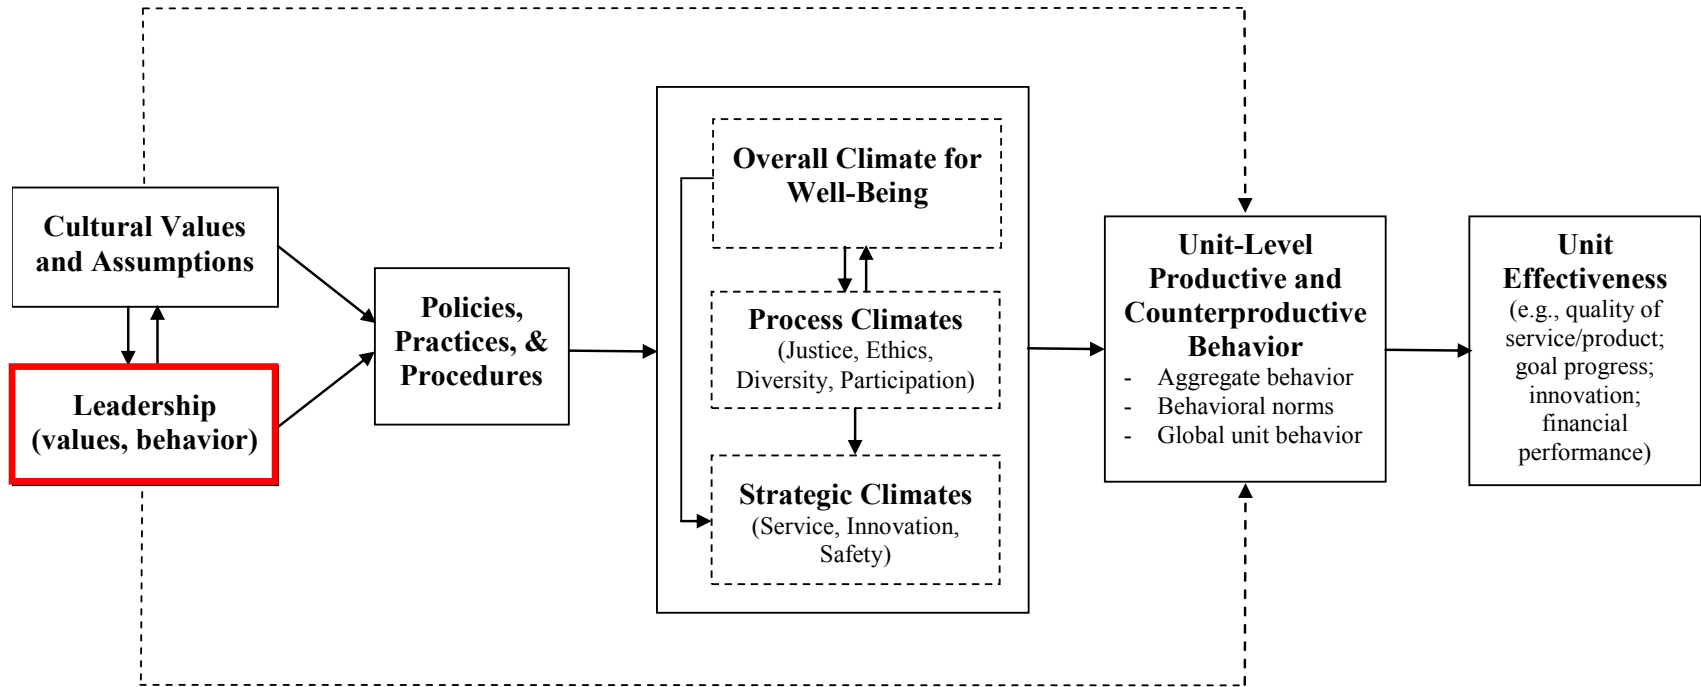 Cultural Values
and Assumptions
Leadership
(values, behavior)
Policies,
Practices, &
Procedures
Overall Climate for
Well-Being
Process Climates
(Justice, Ethics,
Diversity, Participation)
Strategic Climates
(Service, Innovation,
Safety)
Unit-Level
Productive and
Counterproductive
Behavior
- Aggregate behavior
- Behavioral norms
- Global unit behavior
Unit
Effectiveness
(e.g., quality of
service/product;
goal progress;
innovation;
financial
performance)